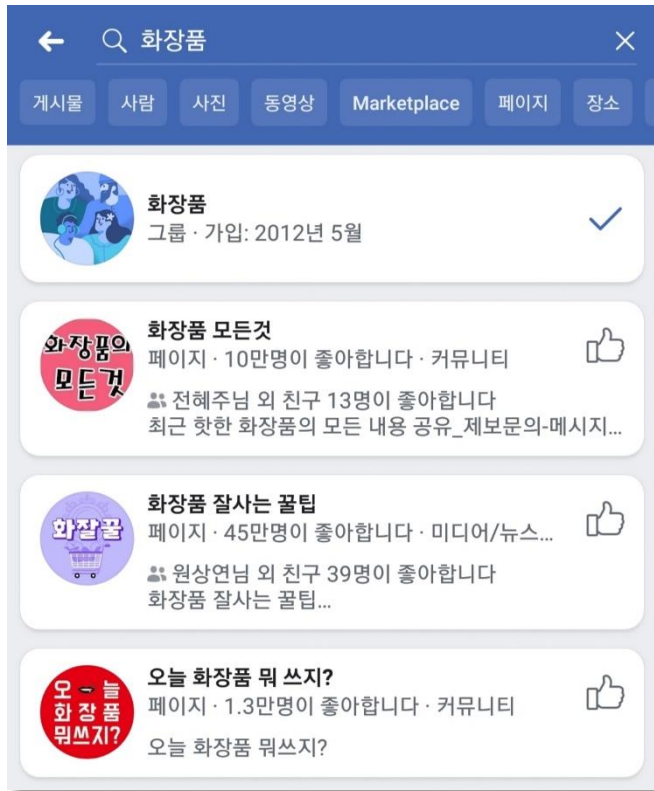 화장품
게시물 사람 사진 동영상 Marketplace 페이지 장소
화장품
그룹 · 가입: 2012년 5월
화장품의
모든것
화장품 모든것
페이지 · 10만명이 좋아합니다 · 커뮤니티
전혜주님 외 친구 13명이 좋아합니다
최근 핫한 화장품의 모든 내용 공유_제보문의-메시지...
화잘꿀
화장품 잘사는 꿀팁
페이지 · 45만명이 좋아합니다 · 미디어/뉴스...
원상연님 외 친구 39명이 좋아합니다
화장품 잘사는 꿀팁...
오늘
화장품
뭐쓰지?
오늘 화장품 뭐 쓰지?
페이지 · 1.3만명이 좋아합니다 · 커뮤니티
오늘 화장품 뭐쓰지?